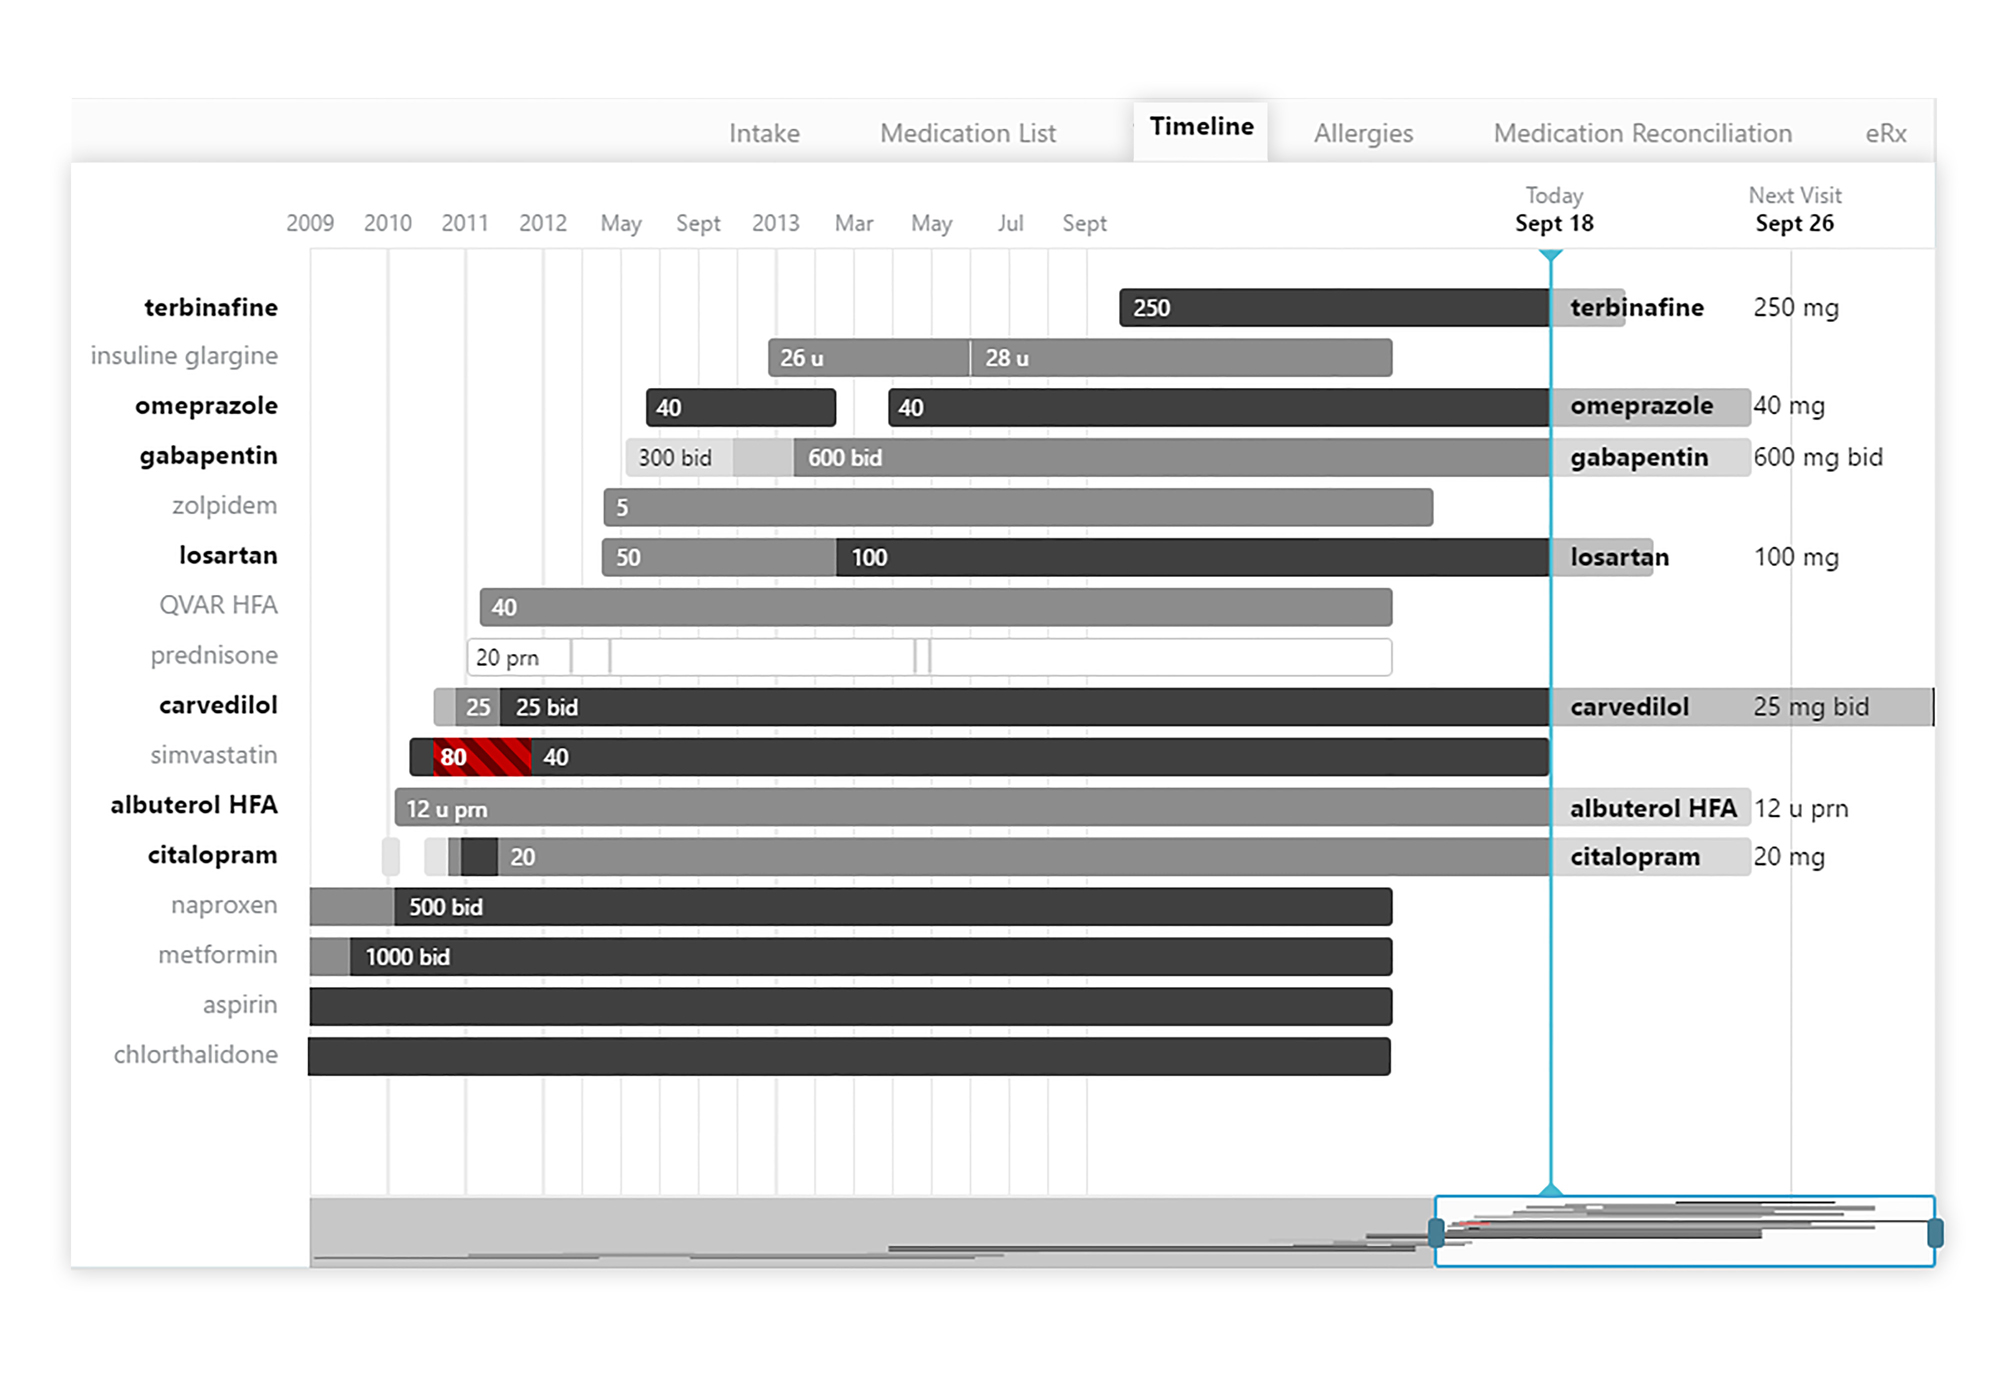 Intake Medication List Timeline Allergies Medication Reconciliation eRx
Today Next Visit
2009 2010 2011 2012 May Sept 2013 Mar May Jul Sept Sept 18 Sept 26
terbinafine 250 terbinafine 250 mg
insuline glargine 26 u 28 u
omeprazole 40 40 omeprazole 40 mg
gabapentin 300 bid 600 bid gabapentin 600 mg bid
zolpidem 5
losartan 50 100 losartan 100 mg
QVAR HFA 40
prednisone 20 prn
carvedilol 25 25 bid carvedilol 25 mg bid
simvastatin 80 40
albuterol HFA 12 u prn albuterol HFA 12 u prn
citalopram 20 citalopram 20 mg
naproxen 500 bid
metformin 1000 bid
aspirin
chlorthalidone